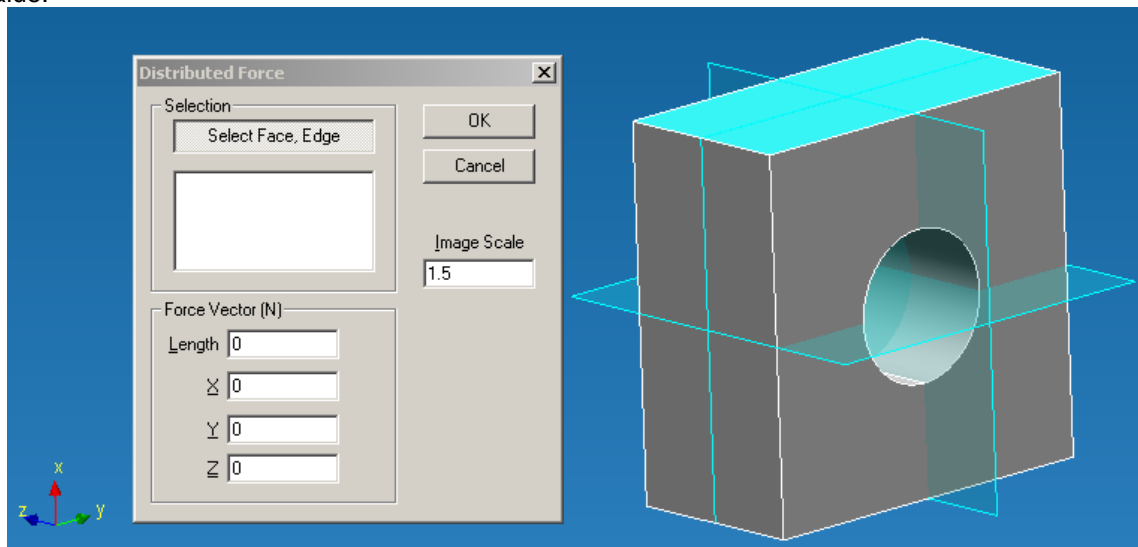 Distributed Force
Selection
Select Face, Edge
OK
Cancel
Image Scale
1.5
Force Vector (N)
Length 0
X 0
Y 0
Z 0
x
z y